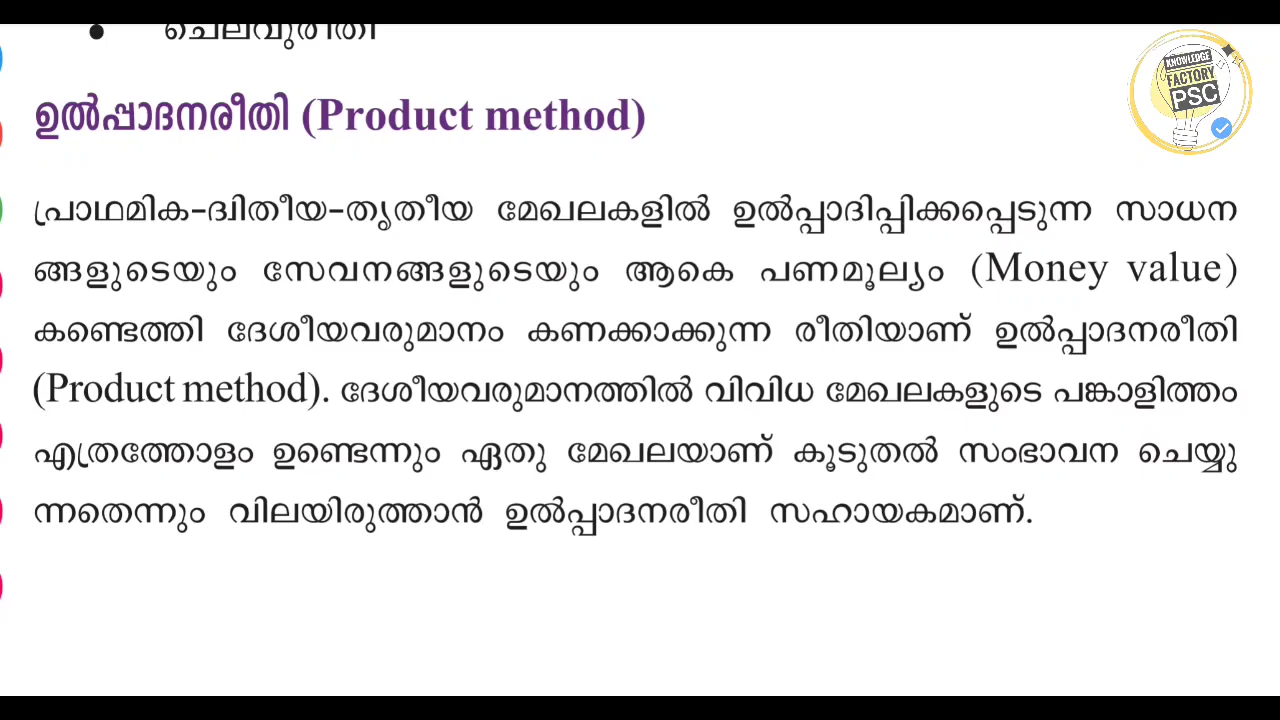 • ചെലവുരീതി
KNOWLEDGE
FACTORY
PSC
ഉൽപ്പാദനരീതി (Product method)
പ്രാഥമിക-ദ്വിതീയ-തൃതീയ മേഖലകളിൽ ഉൽപ്പാദിപ്പിക്കപ്പെടുന്ന സാധന
ങ്ങളുടെയും സേവനങ്ങളുടെയും ആകെ പണമൂല്യം (Money value)
കണ്ടെത്തി ദേശീയവരുമാനം കണക്കാക്കുന്ന രീതിയാണ് ഉൽപ്പാദനരീതി
(Product method). ദേശീയവരുമാനത്തിൽ വിവിധ മേഖലകളുടെ പങ്കാളിത്തം
എത്രത്തോളം ഉണ്ടെന്നും ഏതു മേഖലയാണ് കൂടുതൽ സംഭാവന ചെയ്യു
ന്നതെന്നും വിലയിരുത്താൻ ഉൽപ്പാദനരീതി സഹായകമാണ്.